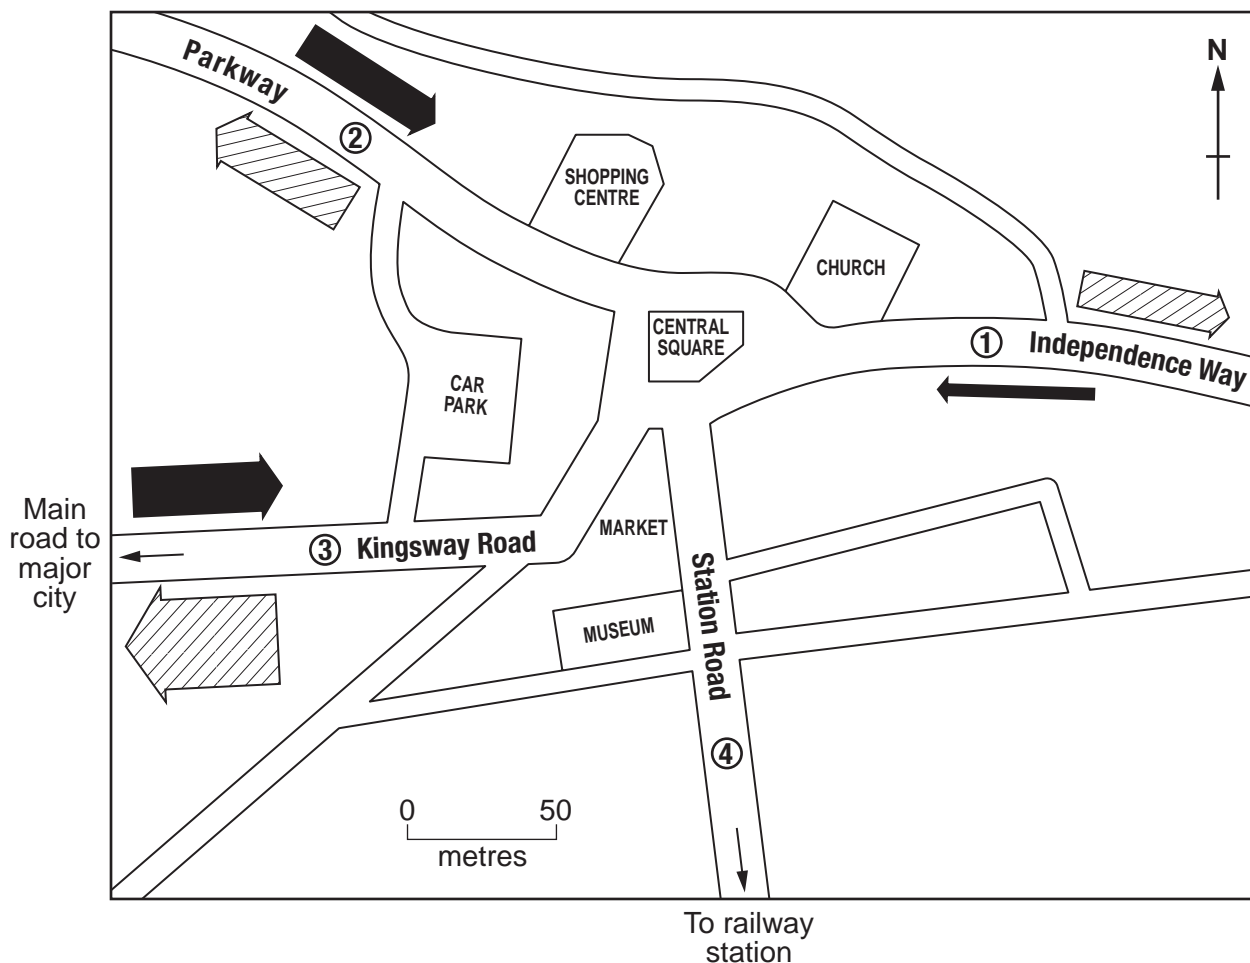 N
Parkway
②
SHOPPING
CENTRE
CHURCH
CENTRAL
SQUARE
① Independence Way
CAR
PARK
Main
road to
major
city
③ Kingsway Road
MARKET
Station Road
MUSEUM
④
0 50
metres
To railway
station